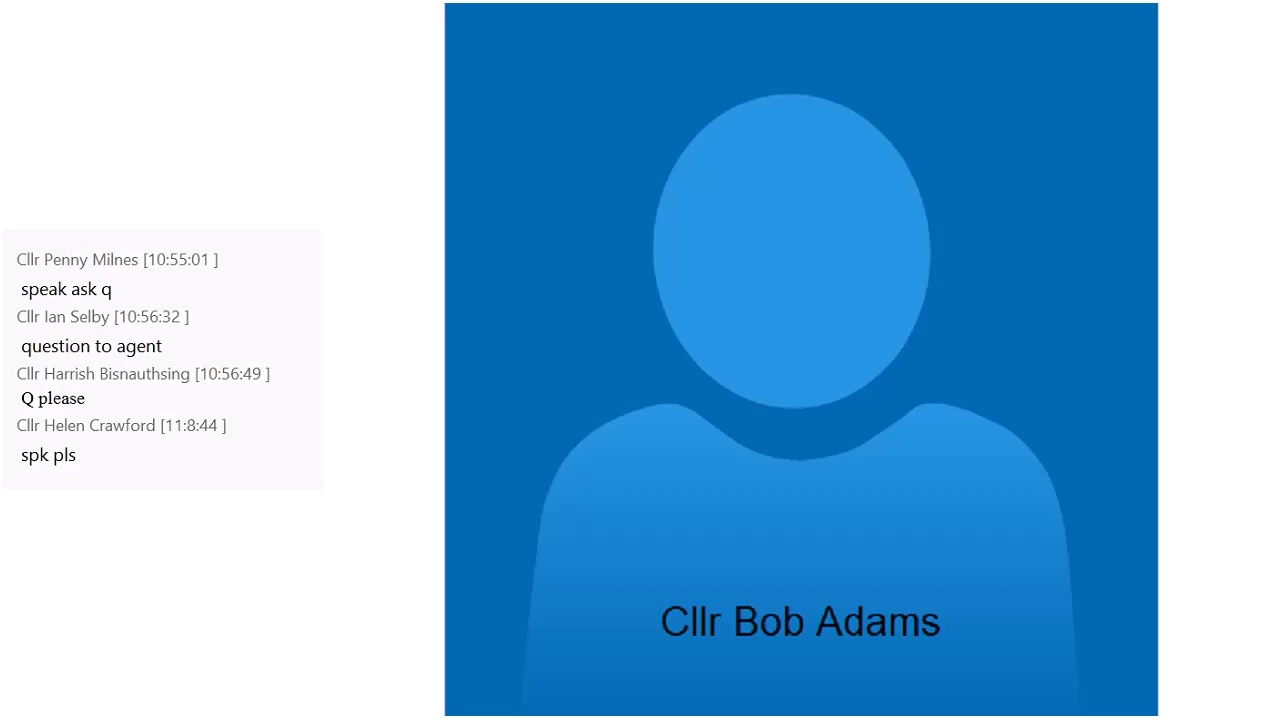 Cllr Penny Milnes [10:55:01 ]
speak ask q
Cllr Ian Selby [10:56:32 ]
question to agent
Cllr Harrish Bisnauthsing [10:56:49 ]
Q please
Cllr Helen Crawford [11:8:44 ]
spk pls
Cllr Bob Adams